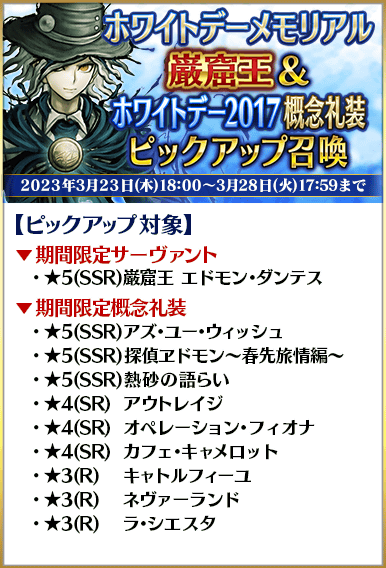 ホワイトデーメモリアル
巌窟王&
ホワイトデー2017概念礼装
ピックアップ召喚
2023年3月23日(木)18:00～3月28日(火)17:59まで
【ピックアップ対象】
▼期間限定サーヴァント
・★5(SSR)巌窟王 エドモン・ダンテス
▼期間限定概念礼装
・★5(SSR)アズ・ユー・ウィッシュ
・★5(SSR)探偵ヱドモン～春先旅情編～
・★5(SSR)熱砂の語らい
・★4(SR) アウトレイジ
・★4(SR) オペレーション・フィオナ
・★4(SR) カフェ・キャメロット
・★3(R) キャトルフィーユ
・★3(R) ネヴァーランド
・★3(R) ラ・シエスタ